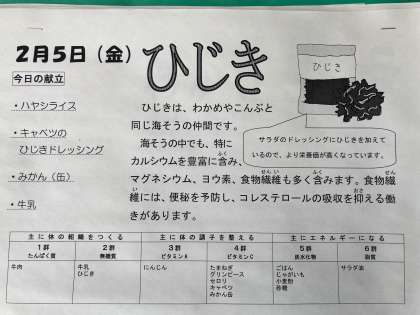 2月5日(金)
ひじき
今日の献立
・ハヤシライス
・キャベツの
ひじきドレッシング
・みかん(缶)
・牛乳
ひじきは、わかめやこんぶと
同じ海そうの仲間です。
海そうの中でも、特に
カルシウムを豊富に含み、
マグネシウム、ヨウ素、食物繊維も多く含みます。食物繊
維には、便秘を予防し、コレステロールの吸収を抑える働
きがあります。
ひじき
サラダのドレッシングにひじきを加えて
いるので、より栄養価が高くなっています。
主に体の組織をつくる 主に体の調子を整える 主にエネルギーになる
1群 2群 3群 4群 5群 6群
たんぱく質 無機質 ビタミンA ビタミンC 炭水化物 脂質
牛肉 牛乳 にんじん たまねぎ ごはん サラダ油
ひじき グリンピース じゃがいも
セロリ 小麦粉
キャベツ 砂糖
みかん缶